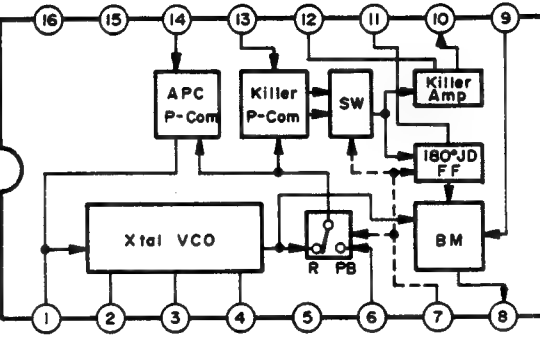 16 15 14 13 12 11 10 9
APC
P-Com
Killer
P-Com
SW
Killer
Amp
180°JD
FF
Xtal VCO
R PB
BM
1 2 3 4 5 6 7 8